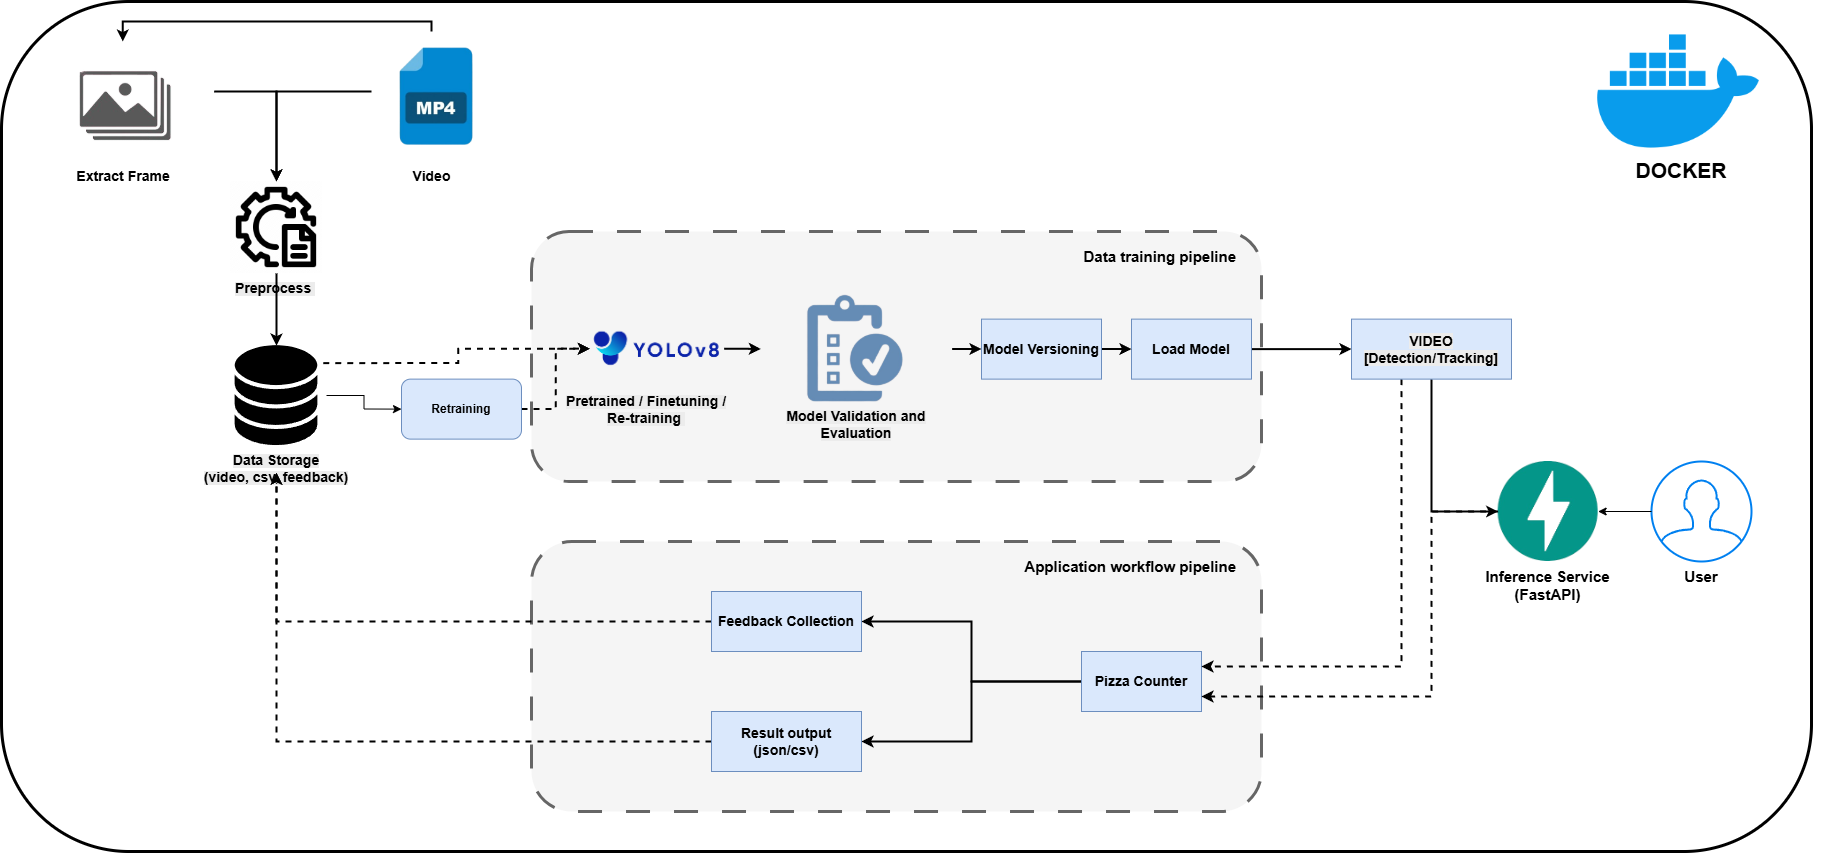 MP4
Extract Frame
Video
DOCKER
Preprocess
Data training pipeline
YOLOv8
Pretrained / Finetuning /
Re-training
Model Validation and
Evaluation
Model Versioning
Load Model
VIDEO
[Detection/Tracking]
Retraining
Data Storage
(video, csv, feedback)
Inference Service
(FastAPI)
User
Application workflow pipeline
Feedback Collection
Pizza Counter
Result output
(json/csv)